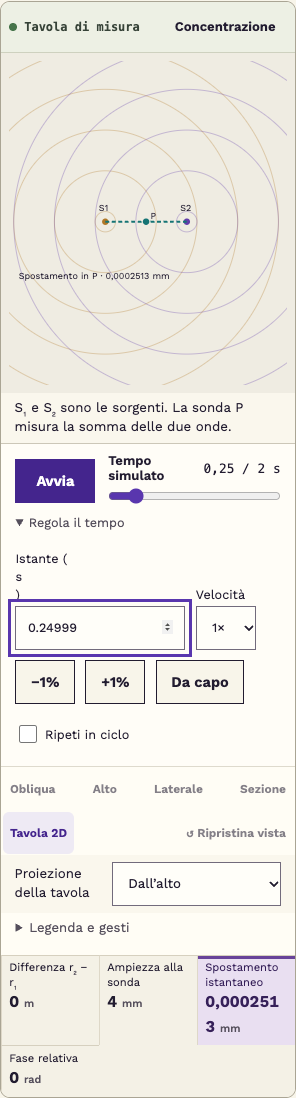 Tavola di misura Concentrazione
S1 S2
P
Spostamento in P · 0,0002513 mm
S₁ e S₂ sono le sorgenti. La sonda P
misura la somma delle due onde.
Avvia
Tempo
simulato
0,25 / 2 s
▼ Regola il tempo
Istante (
s
)
Velocità
0.24999
1×
−1% +1% Da capo
Ripeti in ciclo
Obliqua Alto Laterale Sezione
Tavola 2D ↺ Ripristina vista
Proiezione
della tavola
Dall’alto
▶ Legenda e gesti
Differenza r₂ −
r₁
0 m
Ampiezza alla
sonda
4 mm
Spostamento
istantaneo
0,000251
3 mm
Fase relativa
0 rad